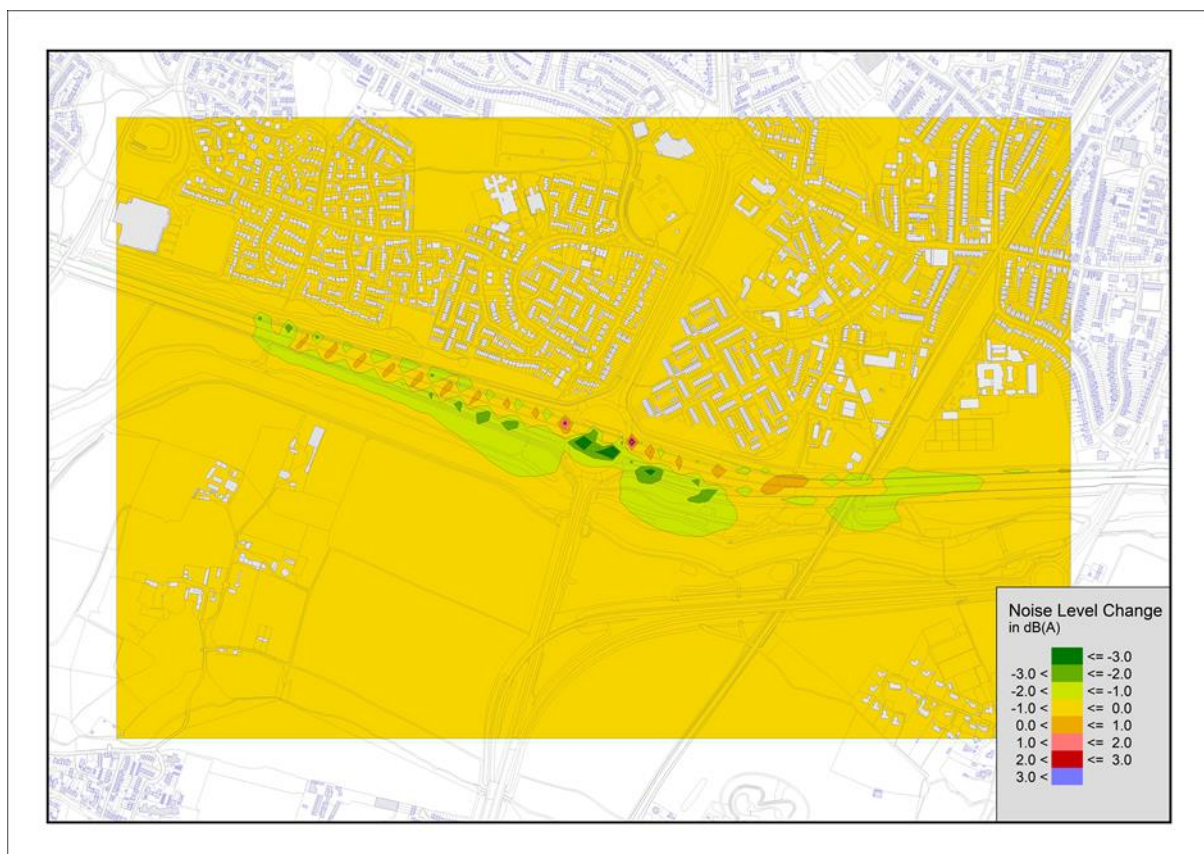 Noise Level Change
in dB(A)
<= -3.0
-3.0 < <= -2.0
-2.0 < <= -1.0
-1.0 < <= 0.0
0.0 < <= 1.0
1.0 < <= 2.0
2.0 < <= 3.0
3.0 <